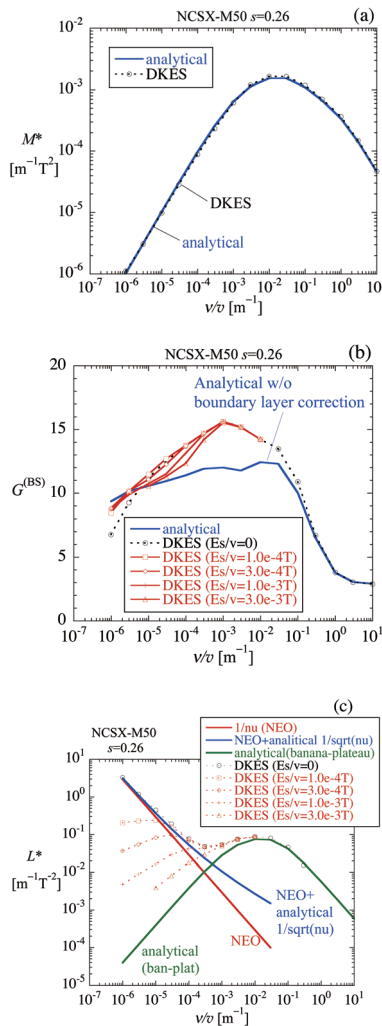 NCSX-M50 s=0.26
(a)
analytical
DKES
10⁻²
10⁻³
10⁻⁴
10⁻⁵
10⁻⁶
M*
[m⁻¹T²]
DKES
analytical
10⁻⁷ 10⁻⁶ 10⁻⁵ 10⁻⁴ 10⁻³ 10⁻² 10⁻¹ 10⁰ 10¹
ν/v [m⁻¹]
NCSX-M50 s=0.26
(b)
20
15
10
5
0
G⁽ᴮˢ⁾
Analytical w/o
boundary layer correction
analytical
DKES (Es/v=0)
DKES (Es/v=1.0e-4T)
DKES (Es/v=3.0e-4T)
DKES (Es/v=1.0e-3T)
DKES (Es/v=3.0e-3T)
10⁻⁷ 10⁻⁶ 10⁻⁵ 10⁻⁴ 10⁻³ 10⁻² 10⁻¹ 10⁰ 10¹
ν/v [m⁻¹]
(c)
NCSX-M50
s=0.26
1/nu (NEO)
NEO+analitical 1/sqrt(nu)
analytical(banana-plateau)
DKES (Es/v=0)
DKES (Es/v=1.0e-4T)
DKES (Es/v=3.0e-4T)
DKES (Es/v=1.0e-3T)
DKES (Es/v=3.0e-3T)
10¹
10⁰
10⁻¹
10⁻²
10⁻³
10⁻⁴
10⁻⁵
L*
[m⁻¹T²]
NEO+
analytical
1/sqrt(nu)
analytical
(ban-plat)
NEO
10⁻⁷ 10⁻⁶ 10⁻⁵ 10⁻⁴ 10⁻³ 10⁻² 10⁻¹ 10⁰ 10¹
ν/v [m⁻¹]